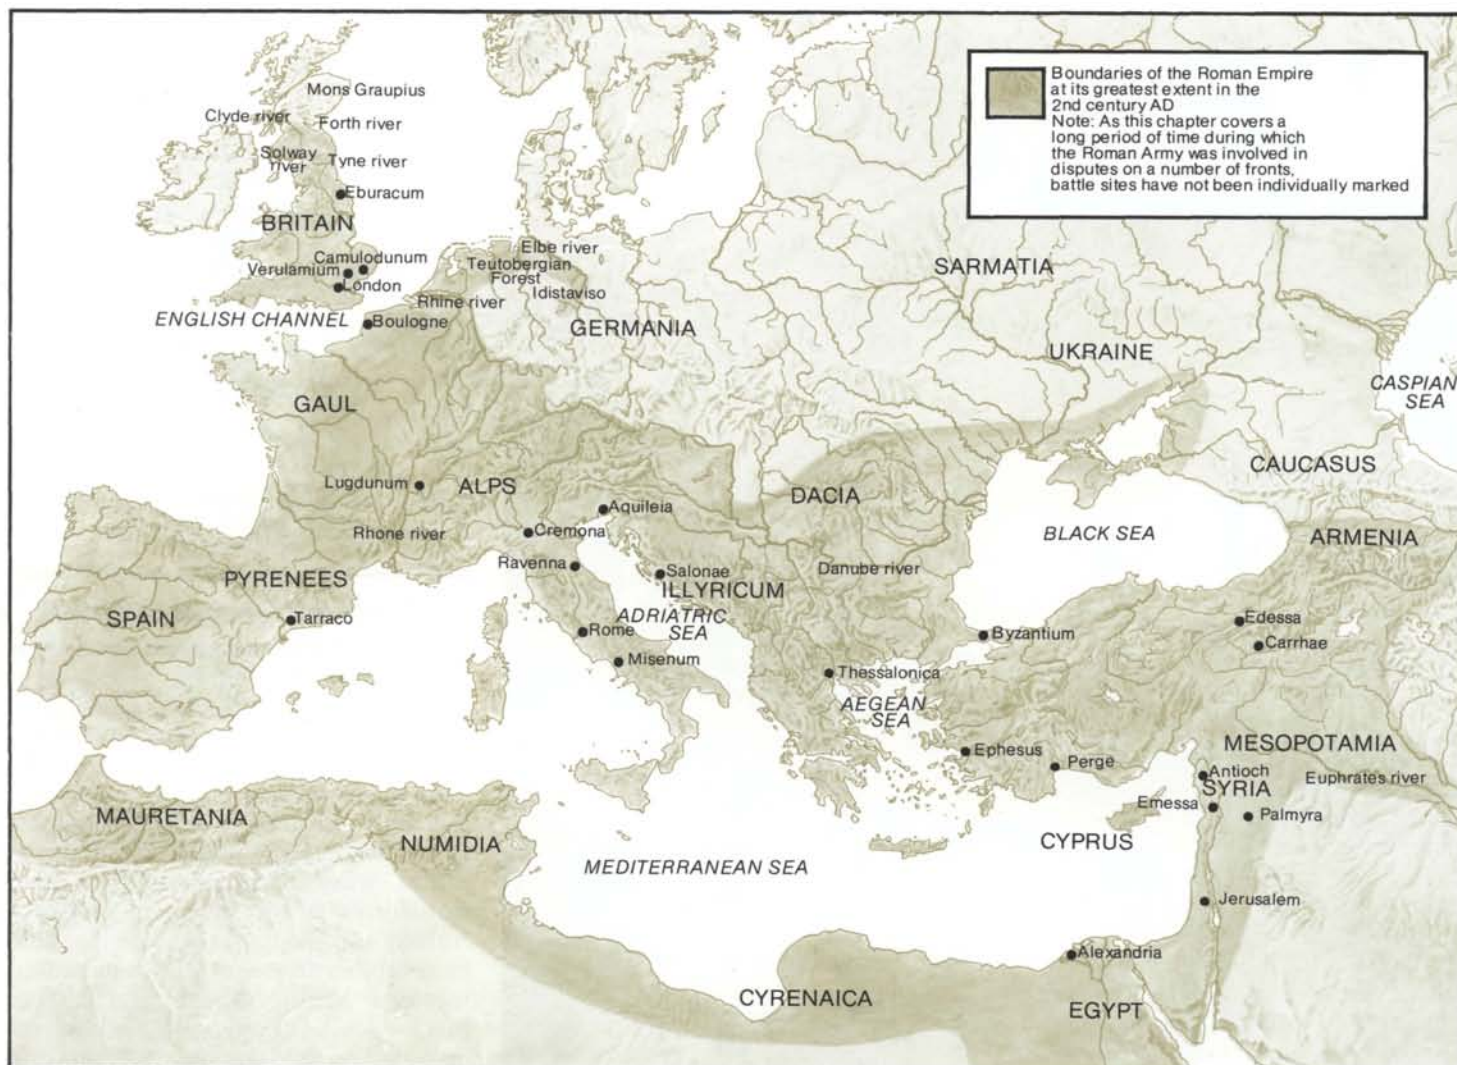 Boundaries of the Roman Empire
at its greatest extent in the
2nd century AD
Note: As this chapter covers a
long period of time during which
the Roman Army was involved in
disputes on a number of fronts,
battle sites have not been individually marked
Mons Graupius
Clyde river
Forth river
Solway
river
Tyne river
Eburacum
BRITAIN
Camulodunum
Verulamium
London
ENGLISH CHANNEL
Boulogne
Elbe river
Teutobergian
Forest
Idistaviso
Rhine river
GERMANIA
SARMATIA
UKRAINE
CASPIAN
SEA
GAUL
CAUCASUS
Lugdunum
ALPS
Aquileia
DACIA
Rhone river
Cremona
BLACK SEA
ARMENIA
Ravenna
Salonae
ILLYRICUM
Danube river
PYRENEES
SPAIN
Tarraco
ADRIATRIC
SEA
Rome
Misenum
Byzantium
Edessa
Carrhae
Thessalonica
AEGEAN
SEA
Ephesus
Perge
MESOPOTAMIA
Antioch
SYRIA
Euphrates river
Emessa
Palmyra
MAURETANIA
NUMIDIA
CYPRUS
MEDITERRANEAN SEA
Jerusalem
Alexandria
CYRENAICA
EGYPT